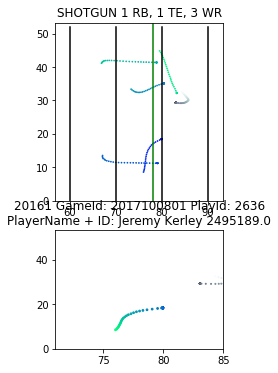 SHOTGUN 1 RB, 1 TE, 3 WR
50
40
30
20
10
0
60 70 80 90
20161 GameId: 2017100801 PlayId: 2636
PlayerName + ID: Jeremy Kerley 2495189.0
40
20
0
75 80 85